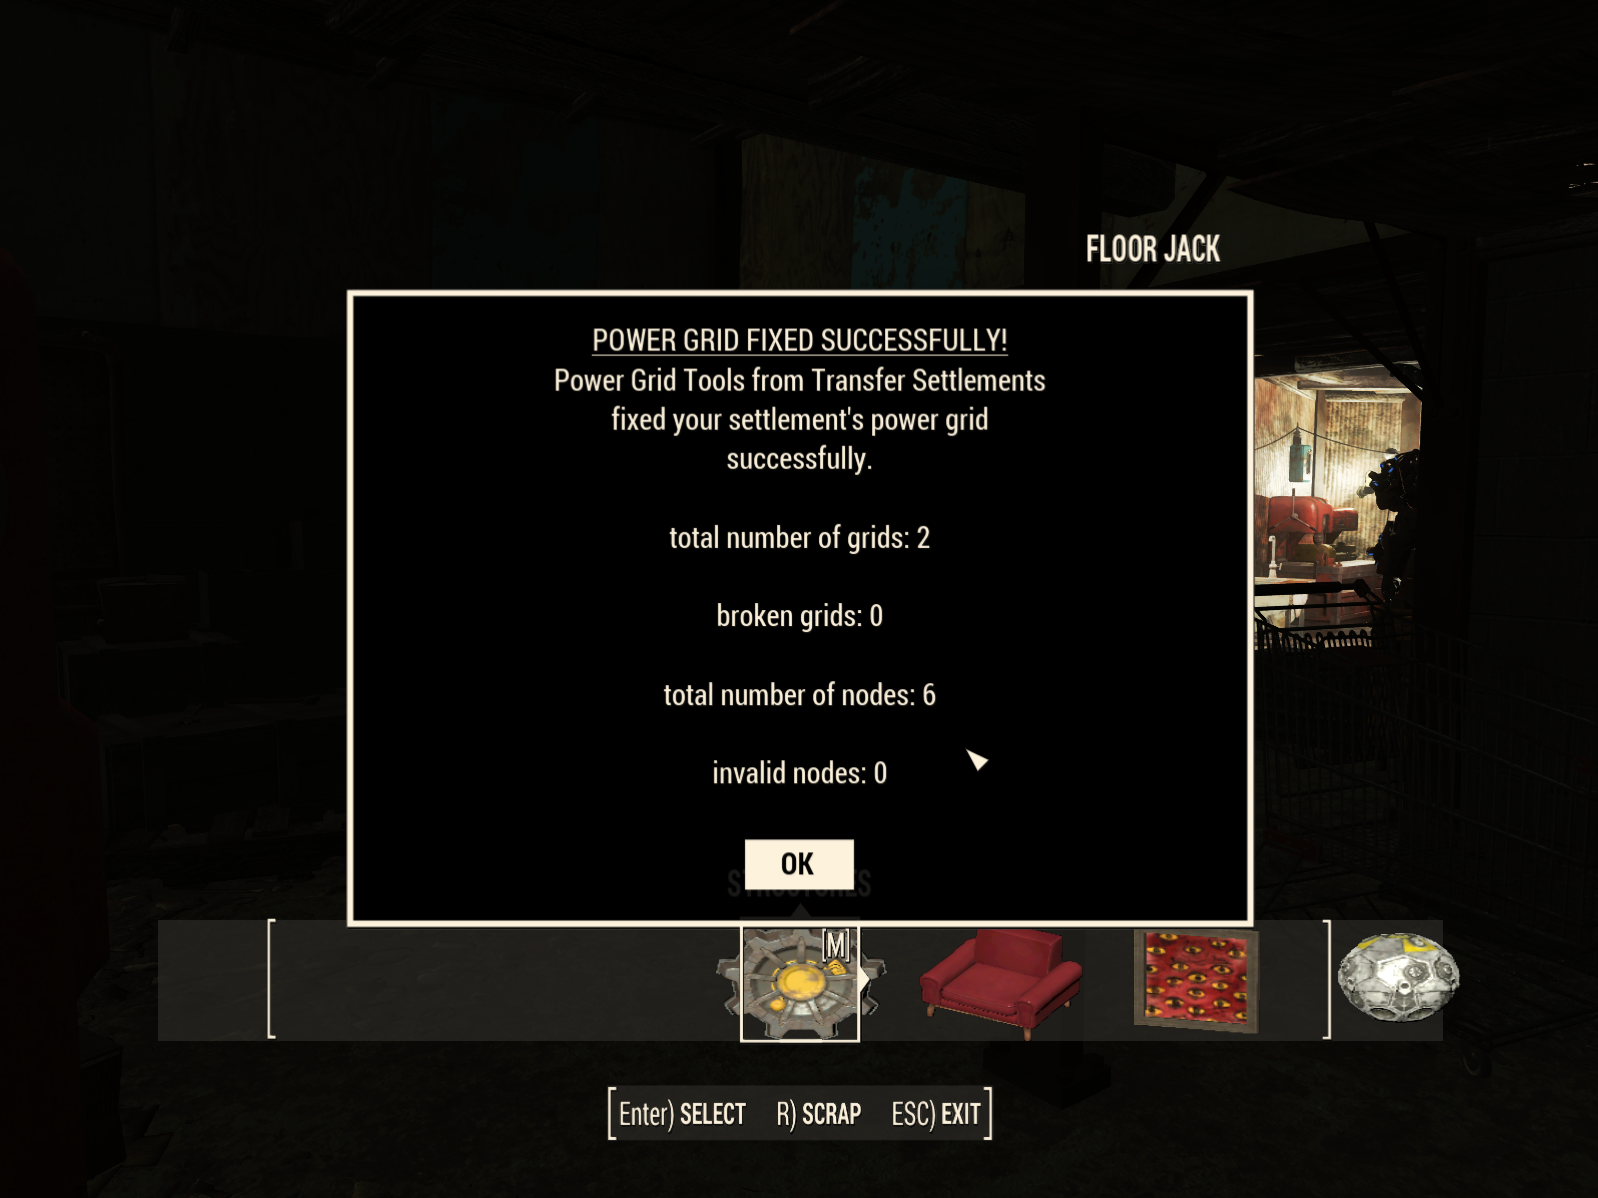 FLOOR JACK
POWER GRID FIXED SUCCESSFULLY!
Power Grid Tools from Transfer Settlements
fixed your settlement's power grid
successfully.
total number of grids: 2
broken grids: 0
total number of nodes: 6
invalid nodes: 0
OK
STRUCTURES
[M]
Enter) SELECT R) SCRAP ESC) EXIT